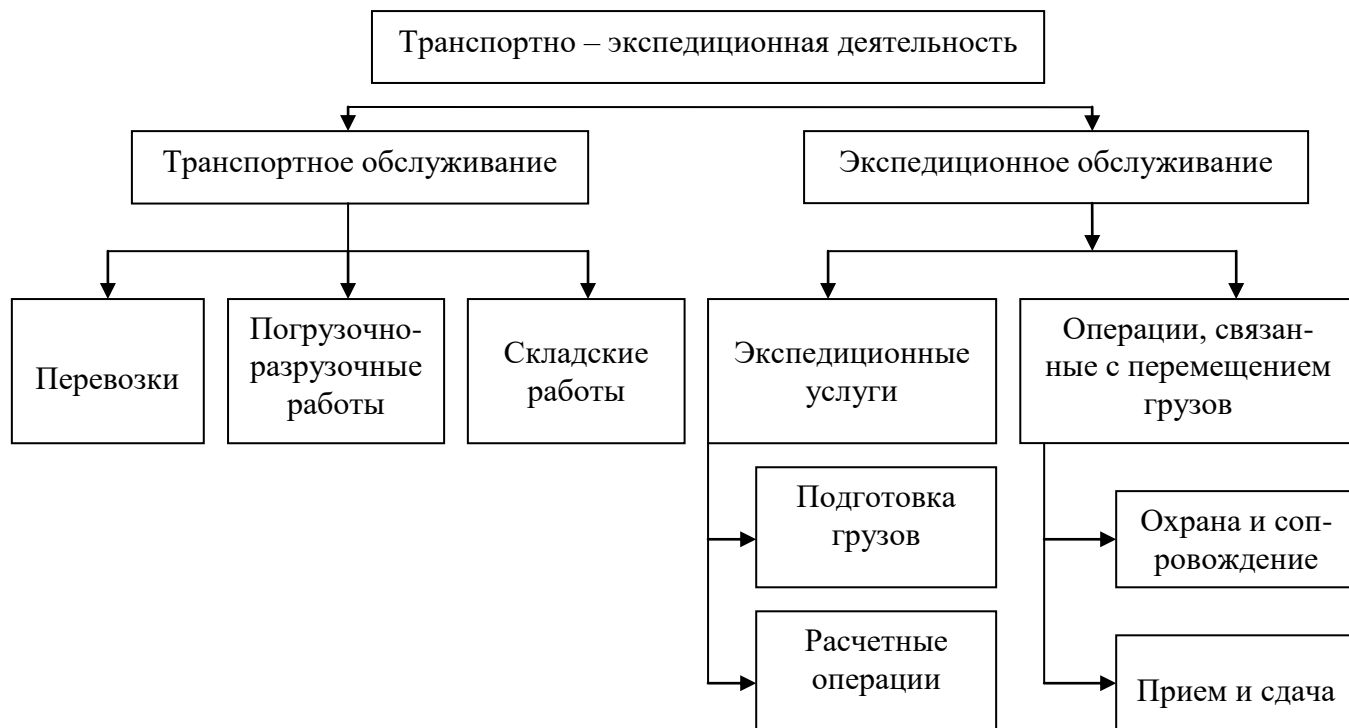 Транспортно – экспедиционная деятельность
Транспортное обслуживание
Экспедиционное обслуживание
Перевозки
Погрузочно-
разрузочные
работы
Складские
работы
Экспедиционные
услуги
Операции, связан-
ные с перемещением
грузов
Подготовка
грузов
Расчетные
операции
Охрана и соп-
ровождение
Прием и сдача